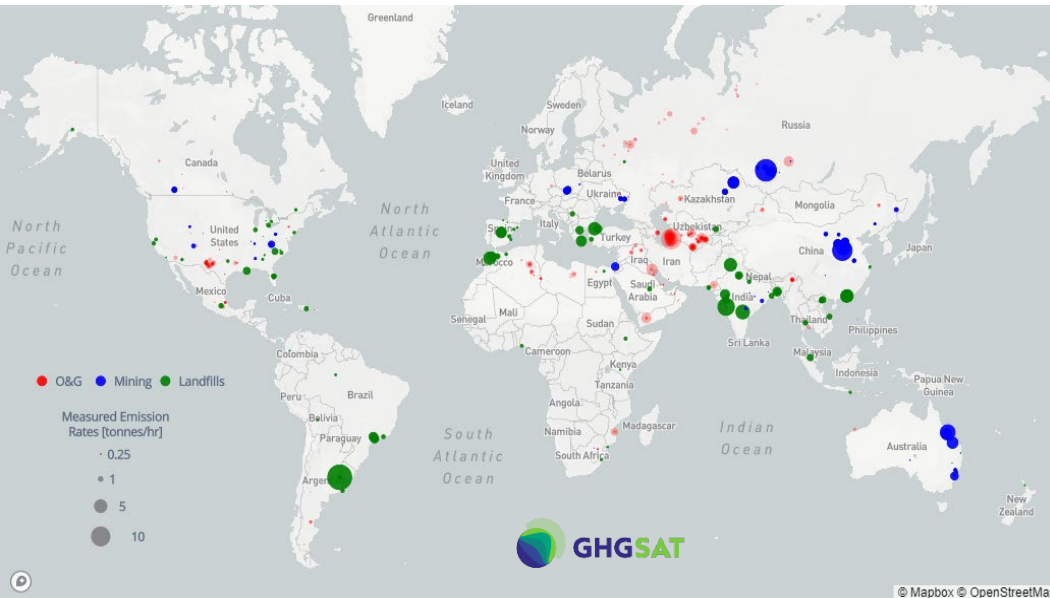 Greenland
Iceland
Sweden
Norway
Russia
Canada
United
Kingdom
Belarus
Ukraine
France
Kazakhstan
Mongolia
North
Pacific
Ocean
North
Atlantic
Ocean
United
States
Italy
Turkey
Uzbekistan
China
Japan
Morocco
Iraq
Iran
Mexico
Cuba
Egypt
Saudi
Arabia
Nepal
India
Senegal
Mali
Sudan
Thailand
Philippines
Sri Lanka
Colombia
Cameroon
Kenya
Malaysia
Indonesia
Papua New
Guinea
O&G Mining Landfills
Peru
Brazil
Tanzania
Measured Emission
Rates [tonnes/hr]
Bolivia
Angola
Paraguay
Namibia
Madagascar
South
Atlantic
Ocean
Indian
Ocean
Australia
South Africa
0.25
1
5
10
New
Zealand
GHGSAT
© Mapbox © OpenStreetMa